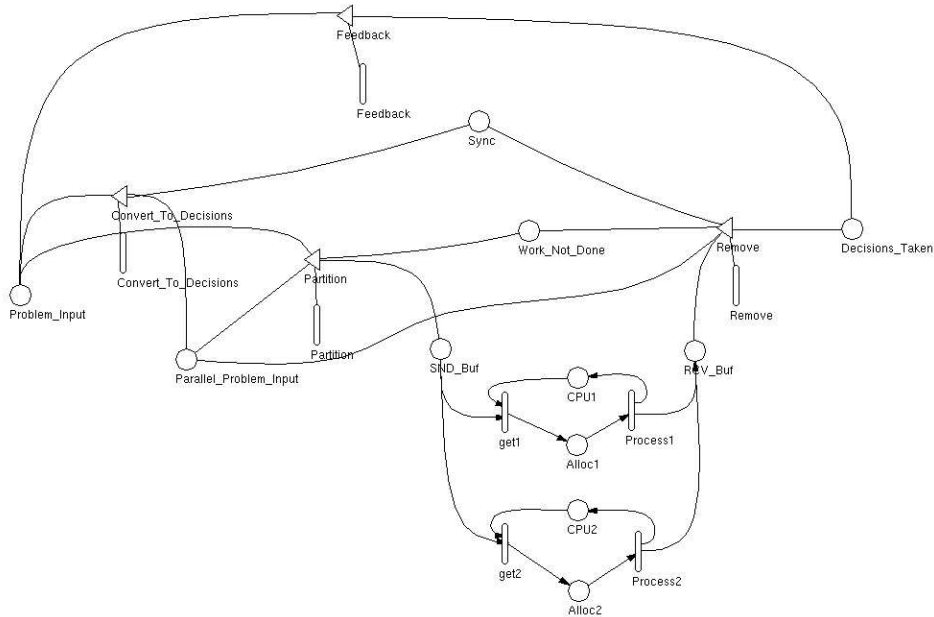 Feedback
Feedback
Sync
Convert_To_Decisions
Work_Not_Done
Remove
Decisions_Taken
Partition
Convert_To_Decisions
Problem_Input
Remove
Partition
Parallel_Problem_Input
SND_Buf
RCV_Buf
CPU1
get1
Process1
Alloc1
CPU2
get2
Process2
Alloc2